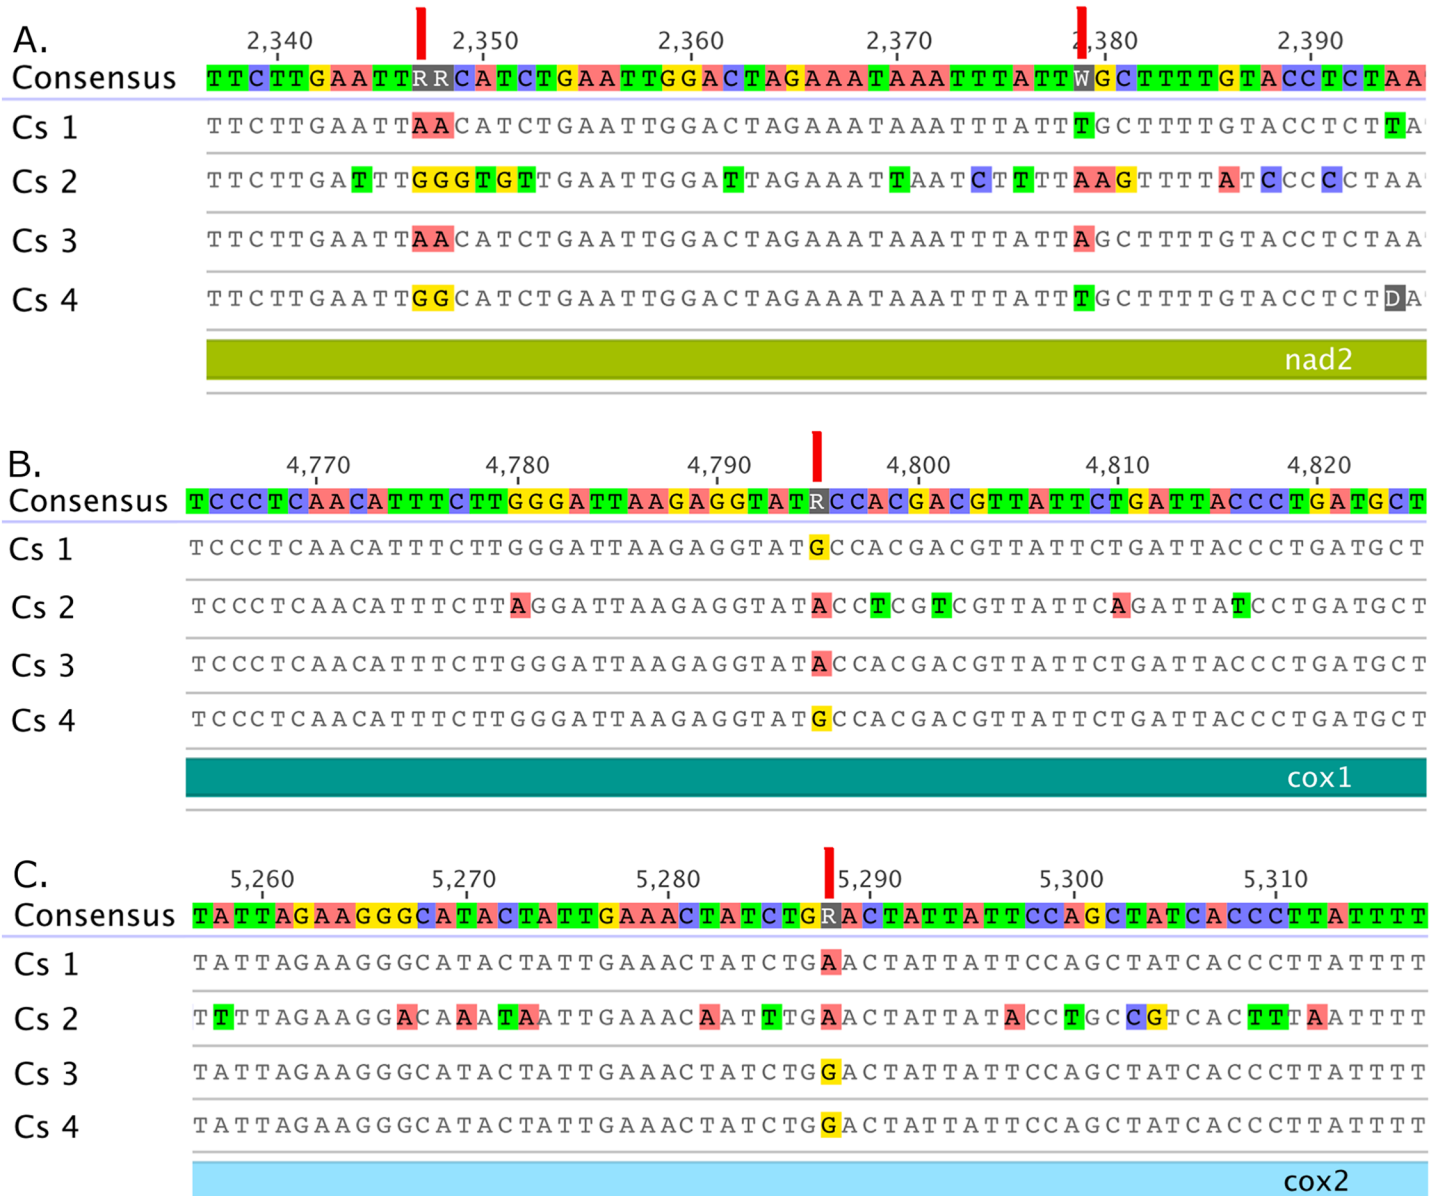 A.
2,340 2,350 2,360 2,370 2,380 2,390
Consensus TTCTTGAATTRRCATCTGAATTGGACTAGAAATAAATTTATTWGCTTTTGTACCTCTAA
Cs 1 TTCTTGAATTAACATCTGAATTGGACTAGAAATAAATTTATTTGCTTTTGTACCTCTTA
Cs 2 TTCTTGATTTGGGTGTTGAATTGGATTAGAAATTAATCTTTTAAGTTTTATCCCCCTAA
Cs 3 TTCTTGAATTAACATCTGAATTGGACTAGAAATAAATTTATTAGCTTTTGTACCTCTAA
Cs 4 TTCTTGAATTGGCATCTGAATTGGACTAGAAATAAATTTATTTGCTTTTGTACCTCTDA
nad2
B.
4,770 4,780 4,790 4,800 4,810 4,820
Consensus TCCCTCAACATTTCTTGGGATTAAGAGGTATRCCACGACGTTATTCTGATTACCCTGATGCT
Cs 1 TCCCTCAACATTTCTTGGGATTAAGAGGTATGCCACGACGTTATTCTGATTACCCTGATGCT
Cs 2 TCCCTCAACATTTCTTAGGATTAAGAGGTATACCTCGTCGTTATTCAGATTATCCTGATGCT
Cs 3 TCCCTCAACATTTCTTGGGATTAAGAGGTATACCACGACGTTATTCTGATTACCCTGATGCT
Cs 4 TCCCTCAACATTTCTTGGGATTAAGAGGTATGCCACGACGTTATTCTGATTACCCTGATGCT
cox1
C.
5,260 5,270 5,280 5,290 5,300 5,310
Consensus TATTAGAAGGGCATACTATTGAAACTATCTGRACTATTATTCCAGCTATCACCCTTATTTT
Cs 1 TATTAGAAGGGCATACTATTGAAACTATCTGAACTATTATTCCAGCTATCACCCTTATTTT
Cs 2 TTTTAGAAGGACAAATAATTGAAACAATTTGAACTATTATACCTGCCGTCACTTTAATTTT
Cs 3 TATTAGAAGGGCATACTATTGAAACTATCTGGACTATTATTCCAGCTATCACCCTTATTTT
Cs 4 TATTAGAAGGGCATACTATTGAAACTATCTGGACTATTATTCCAGCTATCACCCTTATTTT
cox2